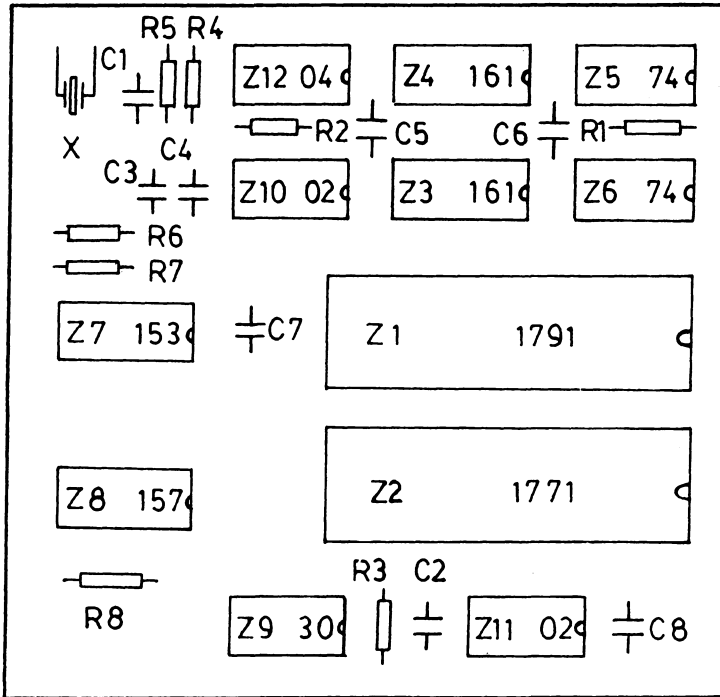 R5 R4
C1
Z12 04
Z4 161
Z5 74
X
R2
C5
C6
R1
C3
C4
Z10 02
Z3 161
Z6 74
R6
R7
Z7 153
C7
Z1 1791
Z8 157
Z2 1771
R3
C2
R8
Z9 30
Z11 02
C8